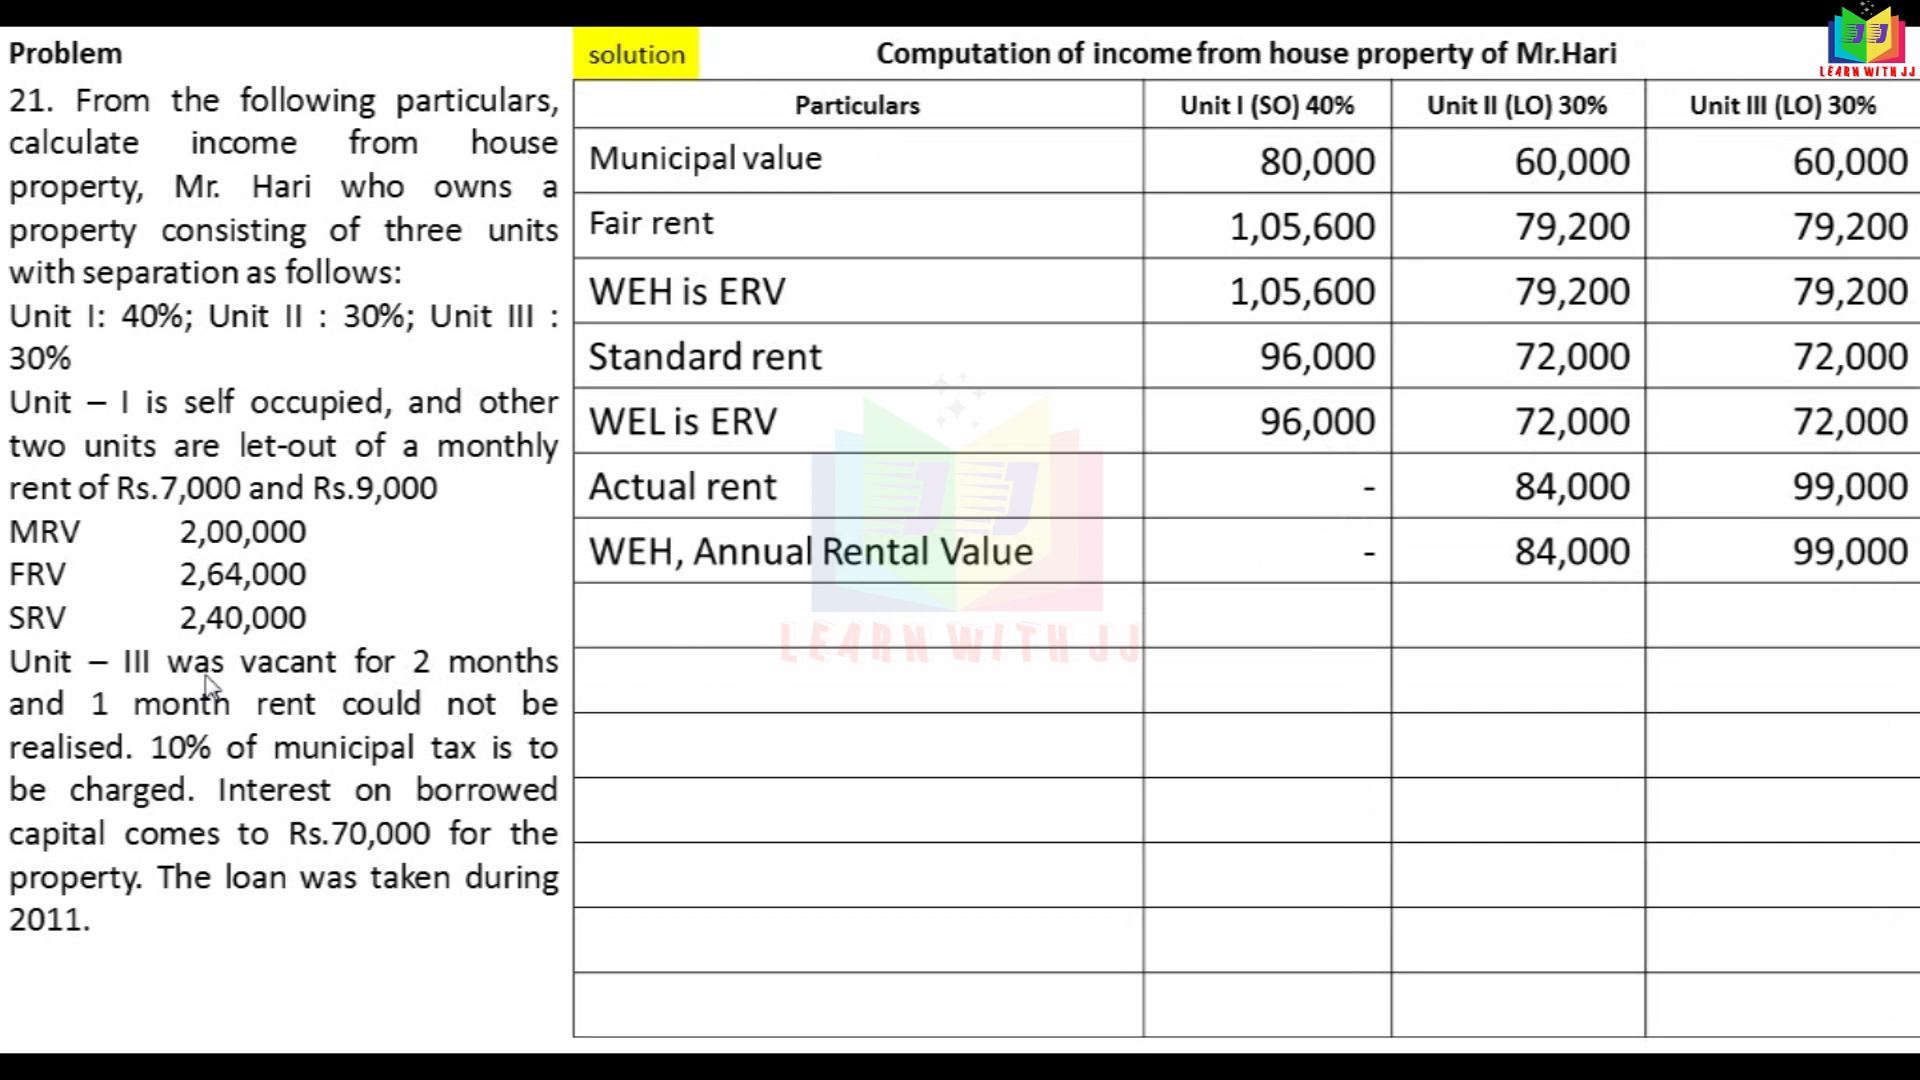 Problem
21. From the following particulars,
calculate income from house
property, Mr. Hari who owns a
property consisting of three units
with separation as follows:
Unit I: 40%; Unit II : 30%; Unit III :
30%
Unit – I is self occupied, and other
two units are let-out of a monthly
rent of Rs.7,000 and Rs.9,000
MRV 2,00,000
FRV 2,64,000
SRV 2,40,000
Unit – III was vacant for 2 months
and 1 month rent could not be
realised. 10% of municipal tax is to
be charged. Interest on borrowed
capital comes to Rs.70,000 for the
property. The loan was taken during
2011.
solution
Computation of income from house property of Mr.Hari
Particulars Unit I (SO) 40% Unit II (LO) 30% Unit III (LO) 30%
Municipal value 80,000 60,000 60,000
Fair rent 1,05,600 79,200 79,200
WEH is ERV 1,05,600 79,200 79,200
Standard rent 96,000 72,000 72,000
WEL is ERV 96,000 72,000 72,000
Actual rent - 84,000 99,000
WEH, Annual Rental Value - 84,000 99,000
JJ
LEARN WITH JJ
JJ
LEARN WITH JJ